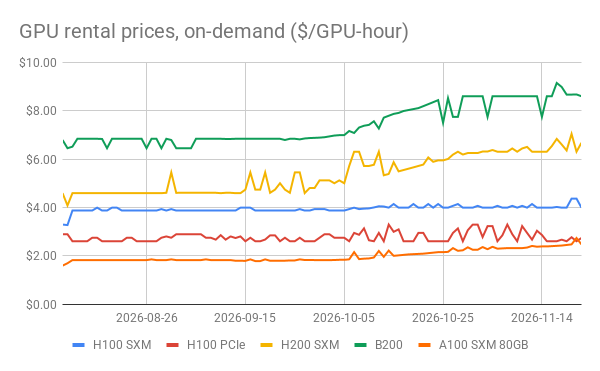 GPU rental prices, on-demand ($/GPU-hour)
$10.00
$8.00
$6.00
$4.00
$2.00
$0.00
2026-08-26 2026-09-15 2026-10-05 2026-10-25 2026-11-14
H100 SXM H100 PCIe H200 SXM B200 A100 SXM 80GB